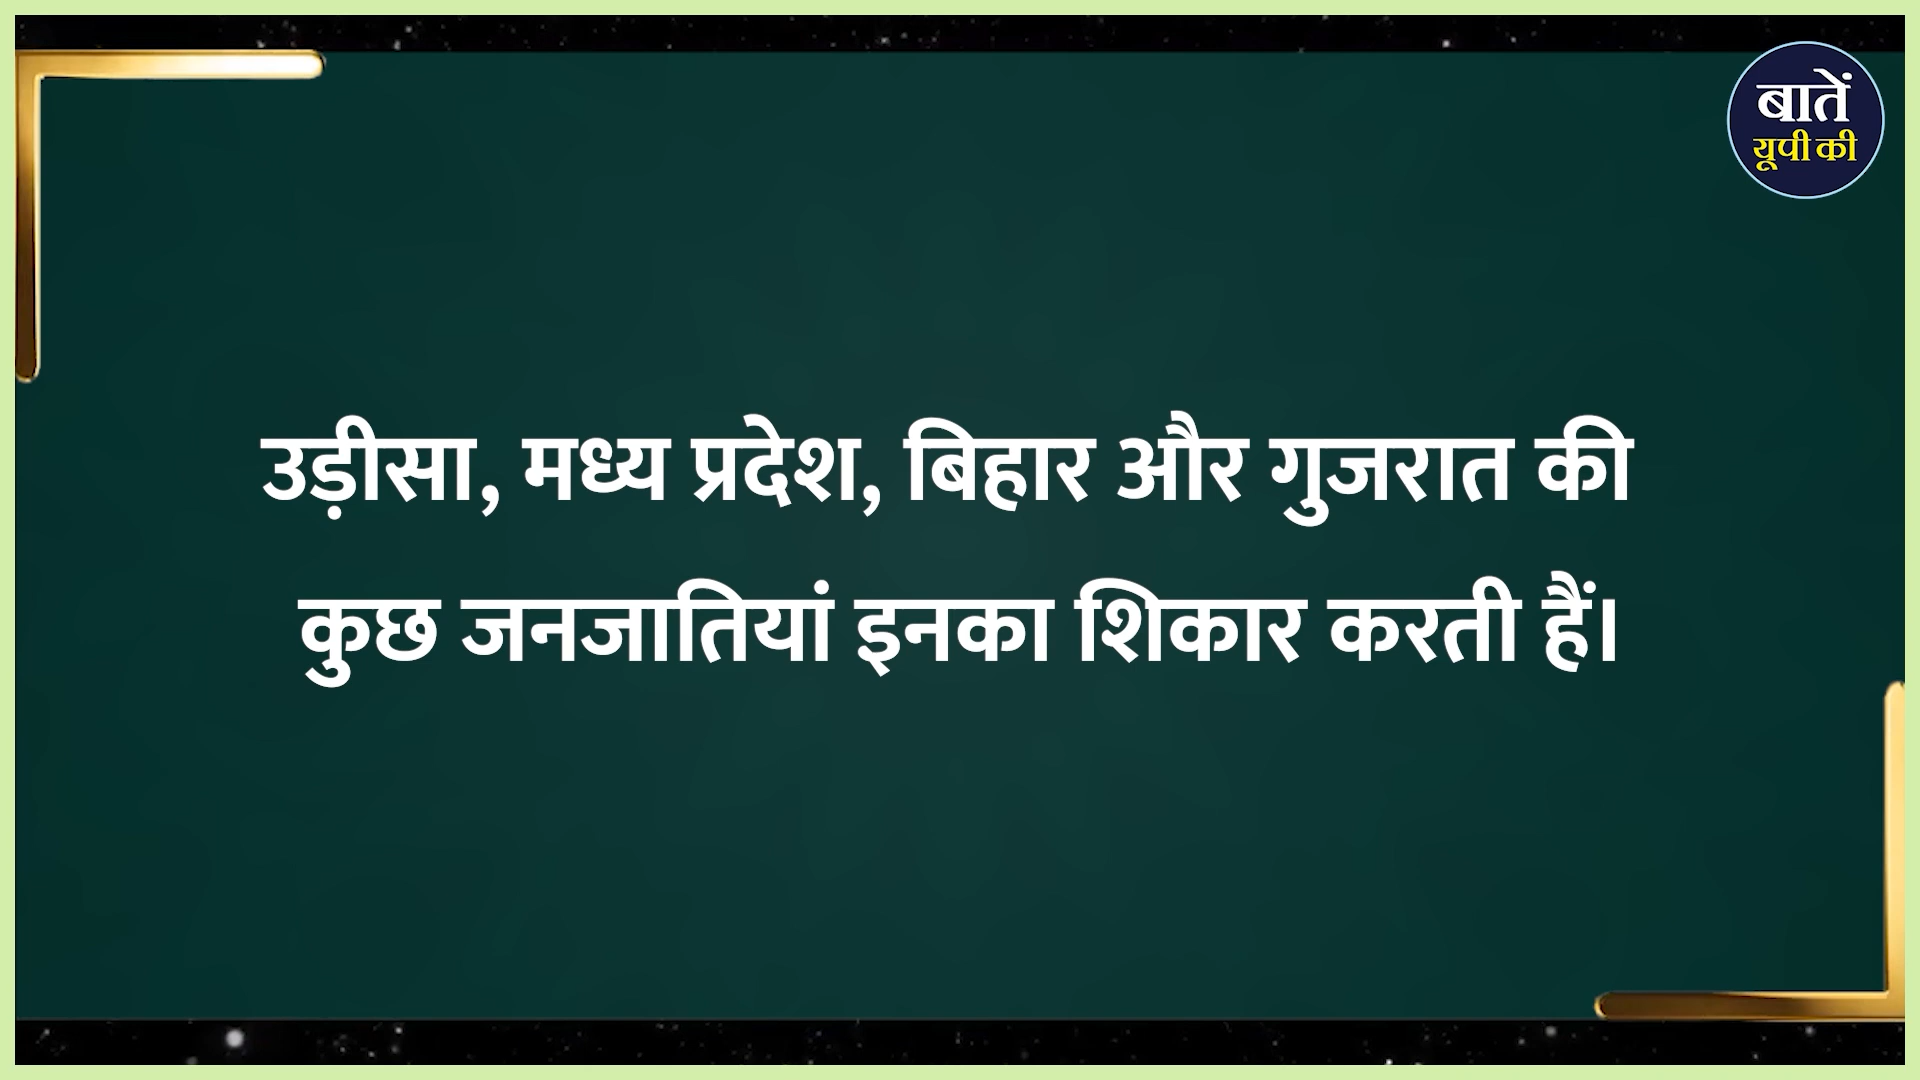 बातें
यूपी की
उड़ीसा, मध्य प्रदेश, बिहार और गुजरात की
कुछ जनजातियां इनका शिकार करती हैं।